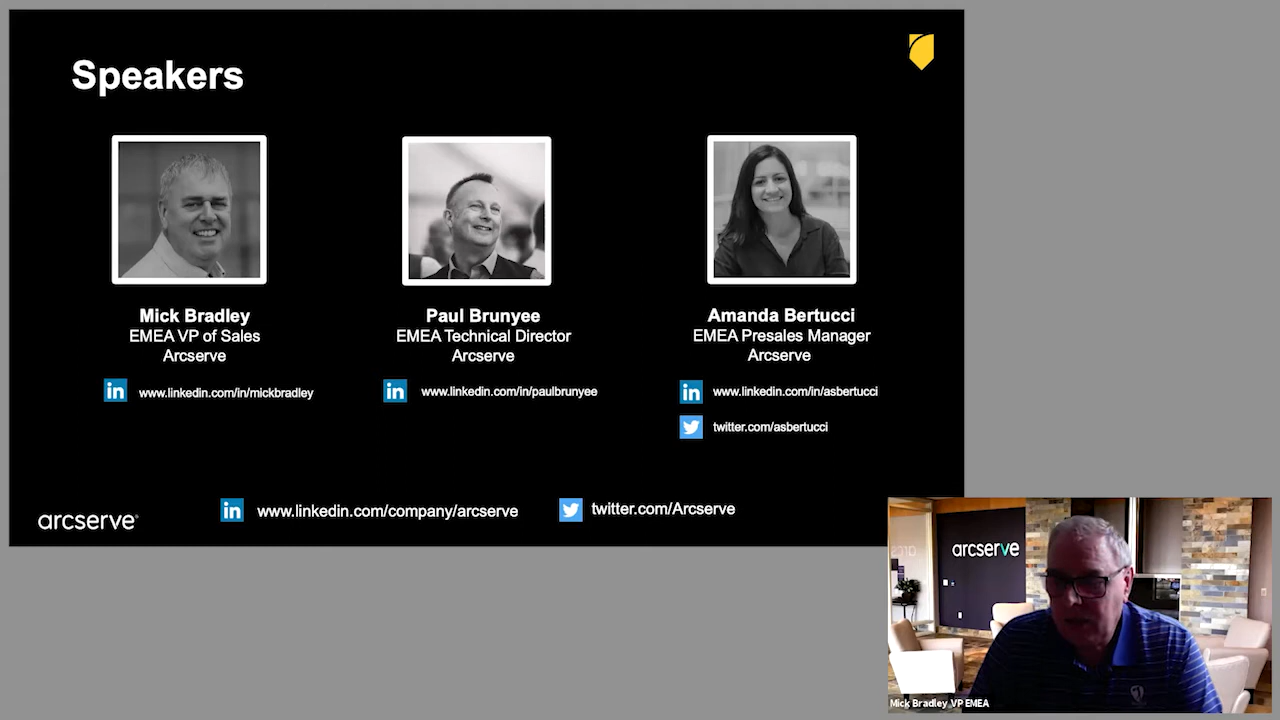 Speakers
Mick Bradley
EMEA VP of Sales
Arcserve
www.linkedin.com/in/mickbradley
Paul Brunyee
EMEA Technical Director
Arcserve
www.linkedin.com/in/paulbrunyee
Amanda Bertucci
EMEA Presales Manager
Arcserve
www.linkedin.com/in/asbertucci
twitter.com/asbertucci
arcserve®
www.linkedin.com/company/arcserve
twitter.com/Arcserve
arcserve
Mick Bradley VP EMEA